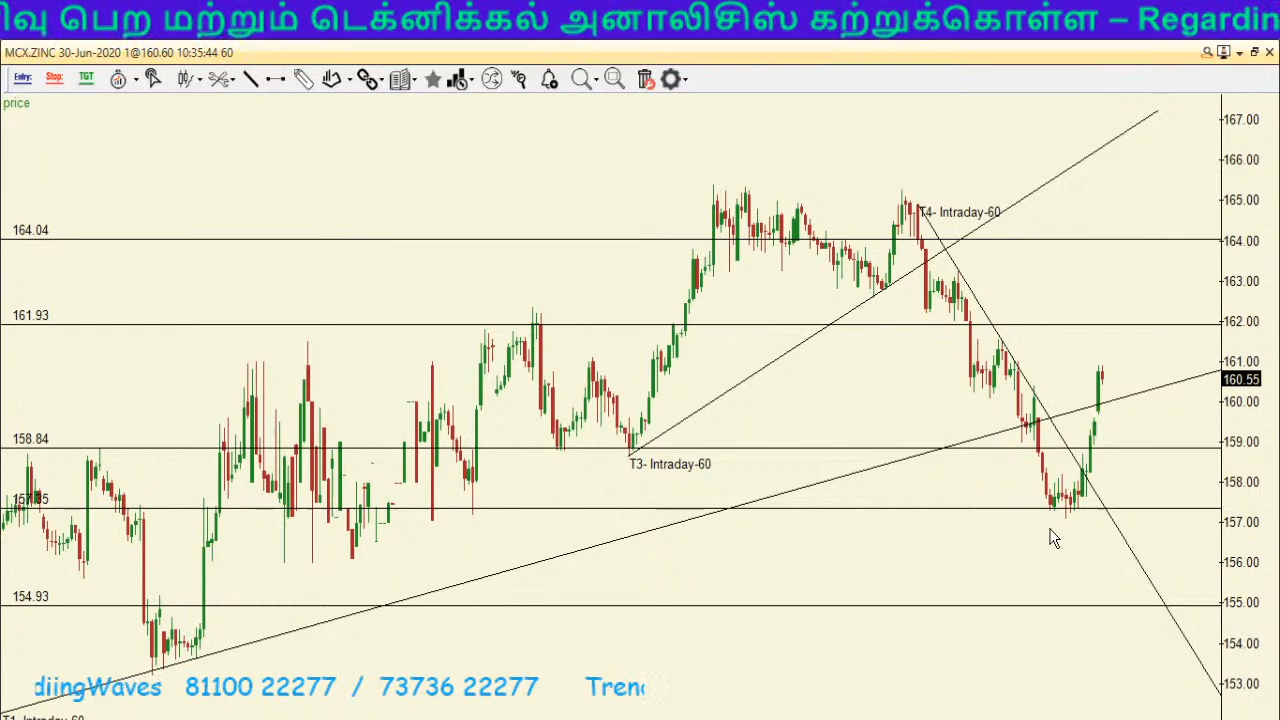 பெற மற்றும் டெக்னிக்கல் அனாலிசிஸ் கற்றுக்கொள்ள –
MCX.ZINC 30-Jun-2020 1@160.60 10:35:44 60
Entry: Stop: TGT
price
167.00
166.00
165.00
T4- Intraday-60
164.04
164.00
163.00
161.93
162.00
161.00
160.55
160.00
158.84
159.00
T3- Intraday-60
158.00
157.00
156.00
154.93
155.00
154.00
153.00
81100 22277 / 73736 22277